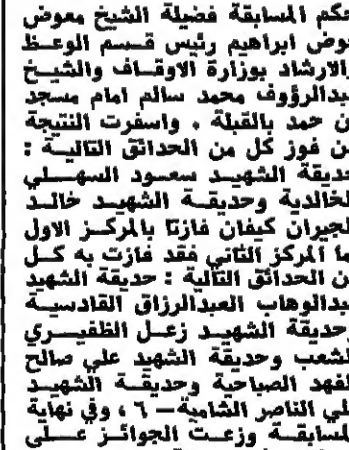 حكم المسابقة فضيلة الشيخ معوض
عوض ابراهيم رئيس قسم الوعظ
والارشاد بوزارة الاوقاف والشيخ
عبدالرؤوف محمد سالم امام مسجد
بن حمد بالقبلة . واسفرت النتيجة
عن فوز كل من الحدائق التالية :
حديقة الشهيد سعود السهلي
الخالدية وحديقة الشهيد خالد
الجيران كيفان فازتا بالمركز الاول
اما المركز الثاني فقد فازت به كل
من الحدائق التالية : حديقة الشهيد
عبدالوهاب العبدالرزاق القادسية
وحديقة الشهيد زعل الظفيري
الشعب وحديقة الشهيد علي صالح
الفهد الصباحية وحديقة الشهيد
علي الناصر الشامية – ٦ ، وفي نهاية
المسابقة وزعت الجوائز على